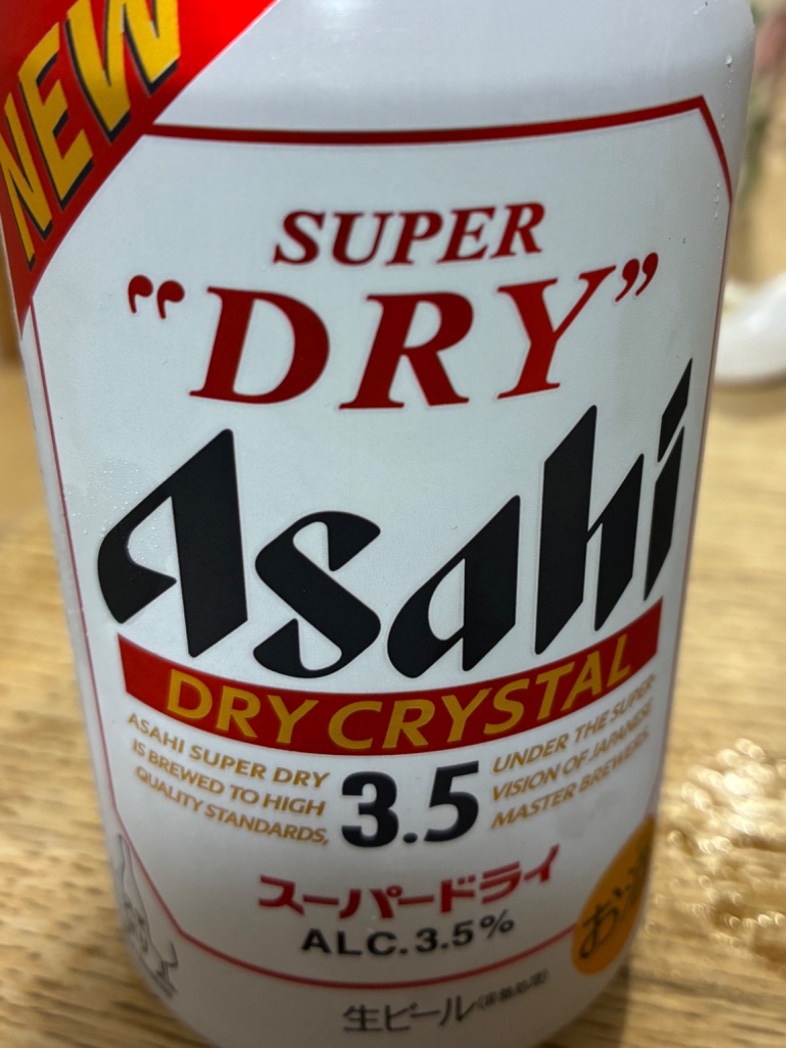 NEW
SUPER
"DRY"
Asahi
DRY CRYSTAL
ASAHI SUPER DRY
IS BREWED TO HIGH
QUALITY STANDARDS,
3.5
UNDER THE SUPER-
VISION OF JAPANESE
MASTER BREWERS.
スーパードライ
ALC.3.5%
お酒
生ビール